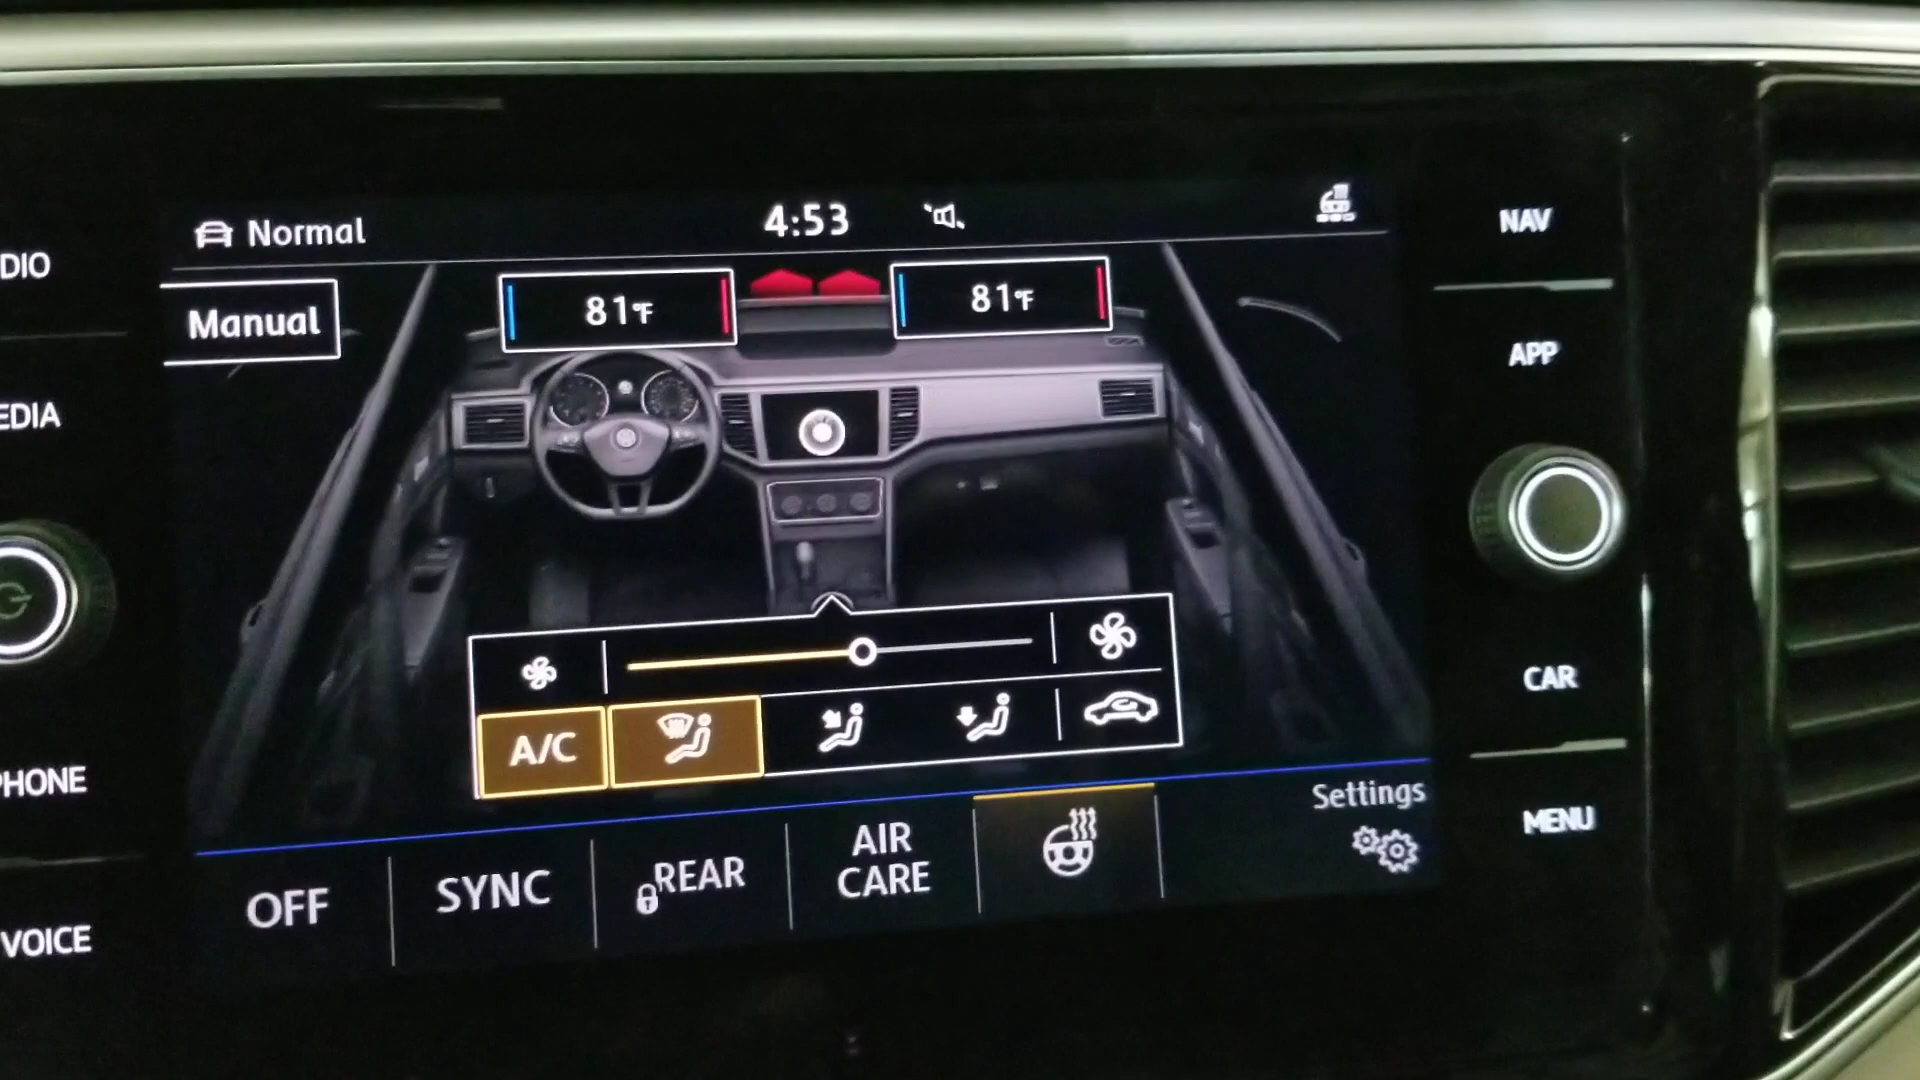 DIO
EDIA
PHONE
VOICE
Normal
4:53
Manual
81°F
81°F
A/C
OFF
SYNC
REAR
AIR
CARE
Settings
NAV
APP
CAR
MENU